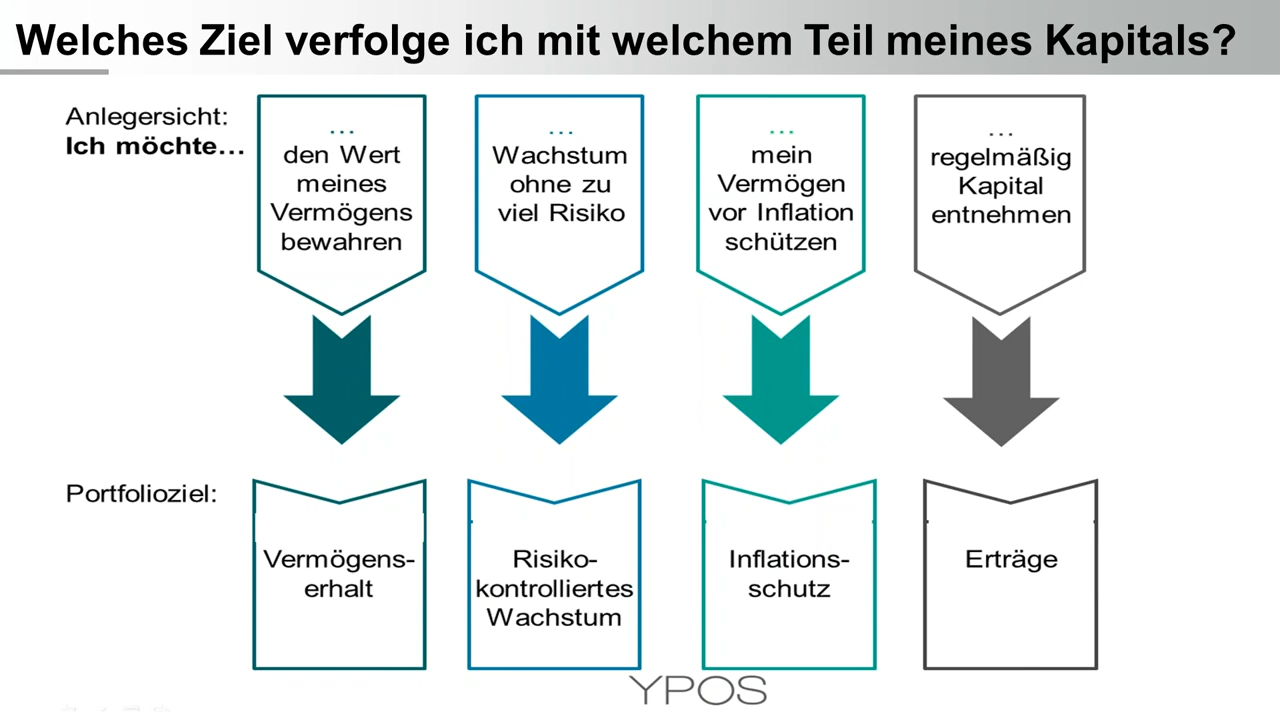 Welches Ziel verfolge ich mit welchem Teil meines Kapitals?
Anlegersicht:
Ich möchte...
...
den Wert
meines
Vermögens
bewahren
...
Wachstum
ohne zu
viel Risiko
...
mein
Vermögen
vor Inflation
schützen
...
regelmäßig
Kapital
entnehmen
Portfolioziel:
Vermögens-
erhalt
Risiko-
kontrolliertes
Wachstum
Inflations-
schutz
Erträge
YPOS